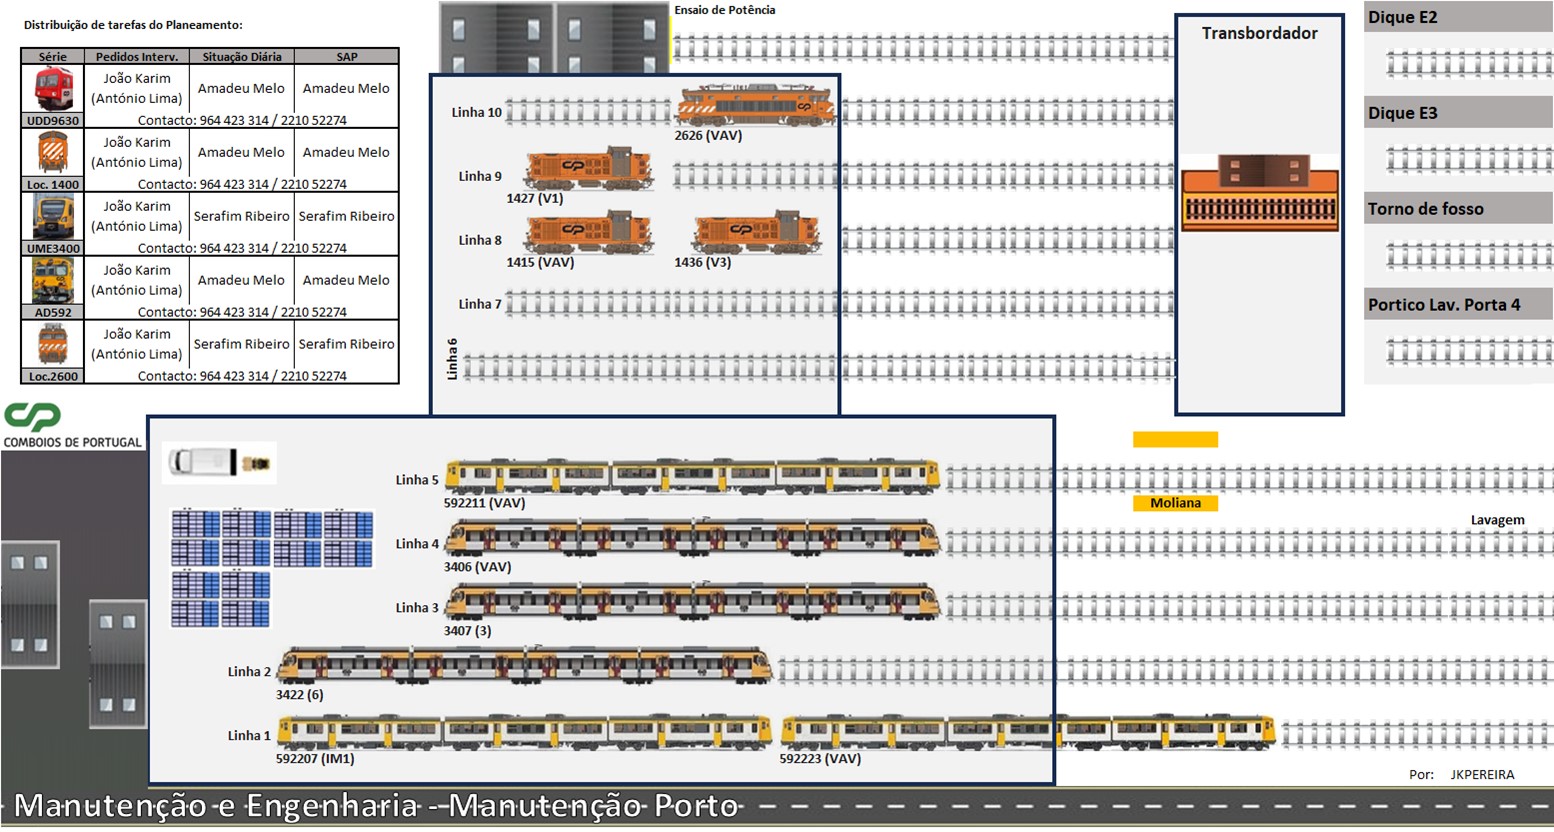 Distribuição de tarefas do Planeamento:
Série Pedidos Interv. Situação Diária SAP
João Karim
(António Lima) Amadeu Melo Amadeu Melo
UDD9630 Contacto: 964 423 314 / 2210 52274
João Karim
(António Lima) Amadeu Melo Amadeu Melo
Loc. 1400 Contacto: 964 423 314 / 2210 52274
João Karim
(António Lima) Serafim Ribeiro Serafim Ribeiro
UME3400 Contacto: 964 423 314 / 2210 52274
João Karim
(António Lima) Amadeu Melo Amadeu Melo
AD592 Contacto: 964 423 314 / 2210 52274
João Karim
(António Lima) Serafim Ribeiro Serafim Ribeiro
Loc.2600 Contacto: 964 423 314 / 2210 52274
CP
COMBOIOS DE PORTUGAL
Ensaio de Potência
Linha 10
2626 (VAV)
Linha 9
1427 (V1)
Linha 8
1415 (VAV) 1436 (V3)
Linha 7
Linha 6
Transbordador
Dique E2
Dique E3
Torno de fosso
Portico Lav. Porta 4
Linha 5
592211 (VAV)
Moliana
Lavagem
Linha 4
3406 (VAV)
Linha 3
3407 (3)
Linha 2
3422 (6)
Linha 1
592207 (IM1) 592223 (VAV)
Por: JKPEREIRA
Manutenção e Engenharia - Manutenção Porto